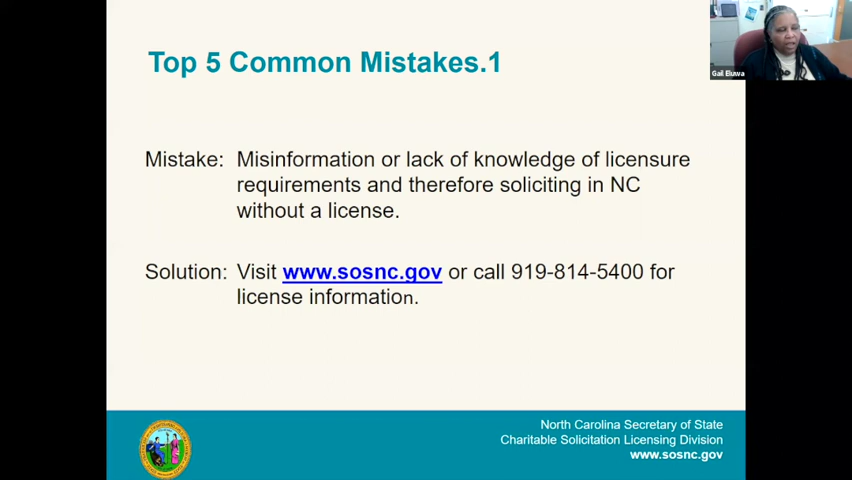 Top 5 Common Mistakes.1
Gail Eluwa
Mistake: Misinformation or lack of knowledge of licensure
requirements and therefore soliciting in NC
without a license.
Solution: Visit www.sosnc.gov or call 919-814-5400 for
license information.
North Carolina Secretary of State
Charitable Solicitation Licensing Division
www.sosnc.gov